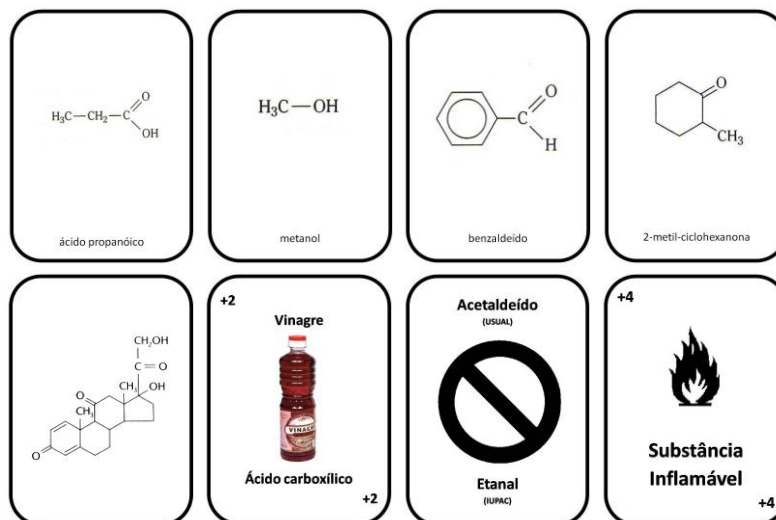 H₃C—CH₂—C
O
OH
ácido propanóico
H₃C—OH
metanol
O
C
H
benzaldeído
O
CH₃
2-metil-ciclohexanona
CH₂OH
C=O
CH₃
OH
O
CH₃
O
+2
Vinagre
VINAGRE
Ácido carboxílico
+2
Acetaldeído
(USUAL)
Etanal
(IUPAC)
+4
Substância
Inflamável
+4